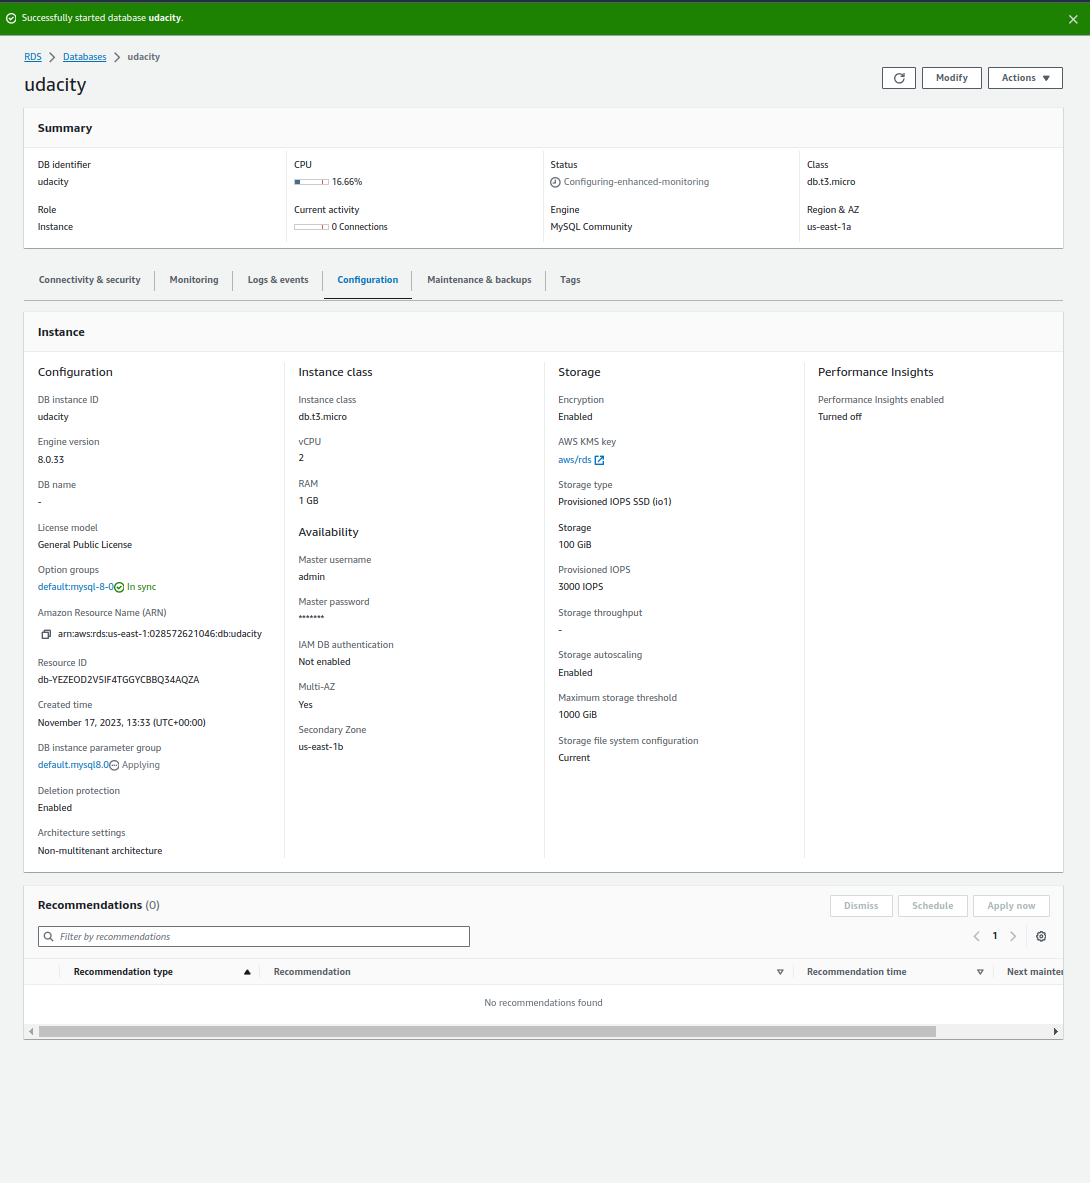 Successfully started database udacity.
RDS > Databases > udacity
udacity
Modify
Actions
Summary
DB identifier
udacity
CPU
16.66%
Status
Configuring-enhanced-monitoring
Class
db.t3.micro
Role
Instance
Current activity
0 Connections
Engine
MySQL Community
Region & AZ
us-east-1a
Connectivity & security
Monitoring
Logs & events
Configuration
Maintenance & backups
Tags
Instance
Configuration
DB instance ID
udacity
Engine version
8.0.33
DB name
-
License model
General Public License
Option groups
default:mysql-8-0 In sync
Amazon Resource Name (ARN)
arn:aws:rds:us-east-1:028572621046:db:udacity
Resource ID
db-YEZEOD2V5IF4TGGYCBBQ34AQZA
Created time
November 17, 2023, 13:33 (UTC+00:00)
DB instance parameter group
default.mysql8.0 Applying
Deletion protection
Enabled
Architecture settings
Non-multitenant architecture
Instance class
Instance class
db.t3.micro
vCPU
2
RAM
1 GB
Availability
Master username
admin
Master password
*******
IAM DB authentication
Not enabled
Multi-AZ
Yes
Secondary Zone
us-east-1b
Storage
Encryption
Enabled
AWS KMS key
aws/rds
Storage type
Provisioned IOPS SSD (io1)
Storage
100 GiB
Provisioned IOPS
3000 IOPS
Storage throughput
-
Storage autoscaling
Enabled
Maximum storage threshold
1000 GiB
Storage file system configuration
Current
Performance Insights
Performance Insights enabled
Turned off
Recommendations (0)
Dismiss
Schedule
Apply now
Filter by recommendations
1
Recommendation type
Recommendation
Recommendation time
Next mainten
No recommendations found